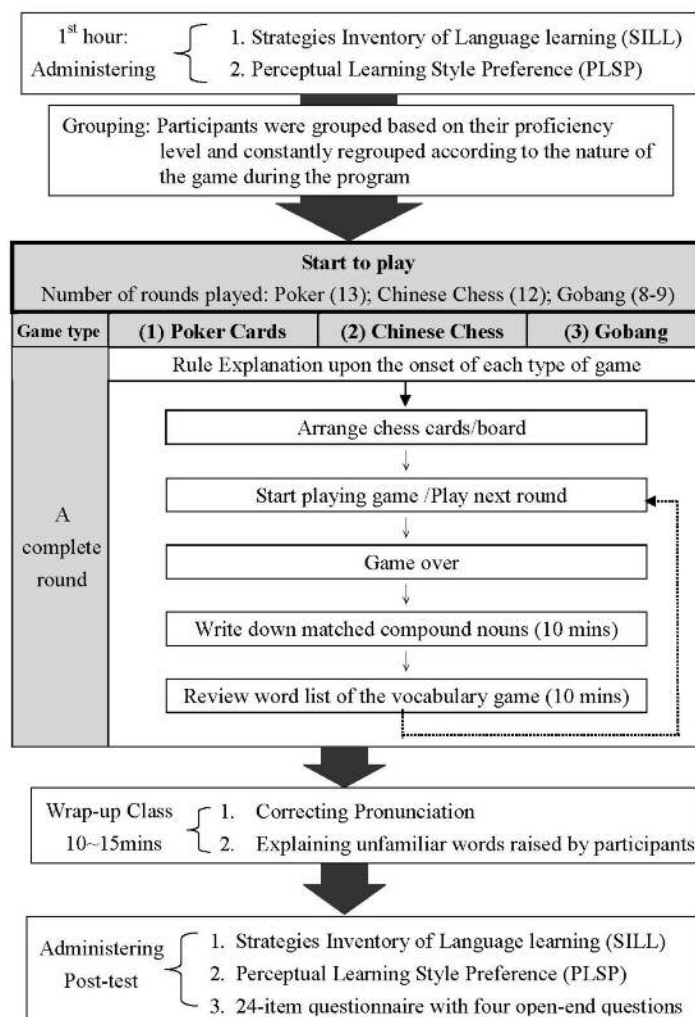 1st hour:
Administering
1. Strategies Inventory of Language learning (SILL)
2. Perceptual Learning Style Preference (PLSP)
Grouping: Participants were grouped based on their proficiency
level and constantly regrouped according to the nature of
the game during the program
Start to play
Number of rounds played: Poker (13); Chinese Chess (12); Gobang (8-9)
Game type (1) Poker Cards (2) Chinese Chess (3) Gobang
Rule Explanation upon the onset of each type of game
A
complete
round
Arrange chess cards/board
Start playing game /Play next round
Game over
Write down matched compound nouns (10 mins)
Review word list of the vocabulary game (10 mins)
Wrap-up Class
10~15mins
1. Correcting Pronunciation
2. Explaining unfamiliar words raised by participants
Administering
Post-test
1. Strategies Inventory of Language learning (SILL)
2. Perceptual Learning Style Preference (PLSP)
3. 24-item questionnaire with four open-end questions